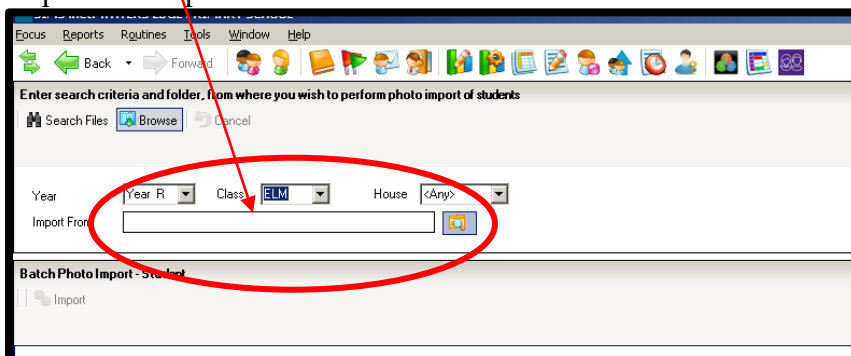 Focus Reports Routines Tools Window Help
Back Forward
Enter search criteria and folder, from where you wish to perform photo import of students
Search Files Browse Cancel
Year Year R Class ELM House <Any>
Import From
Batch Photo Import - Student
Import